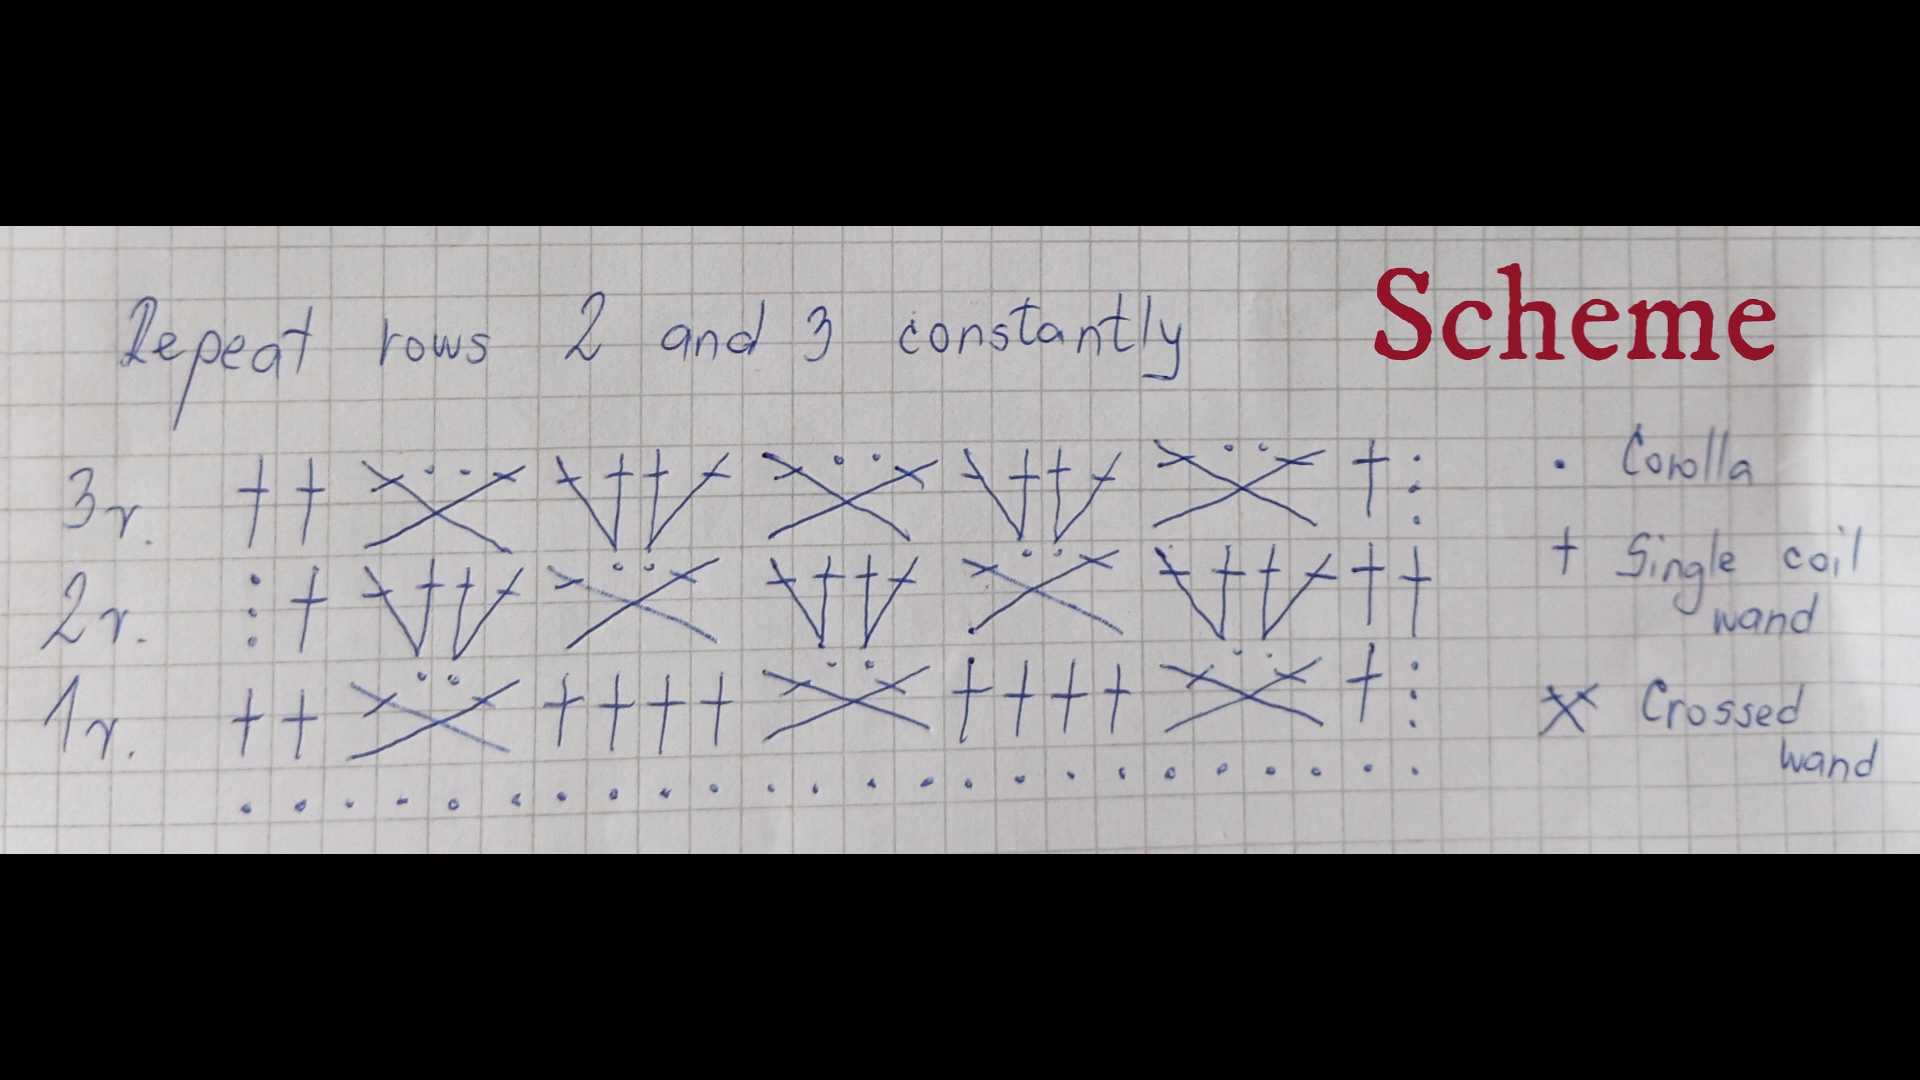 Scheme
Repeat rows 2 and 3 constantly
3r.
2r.
1r.
. Corolla
+ Single coil
wand
Crossed
wand